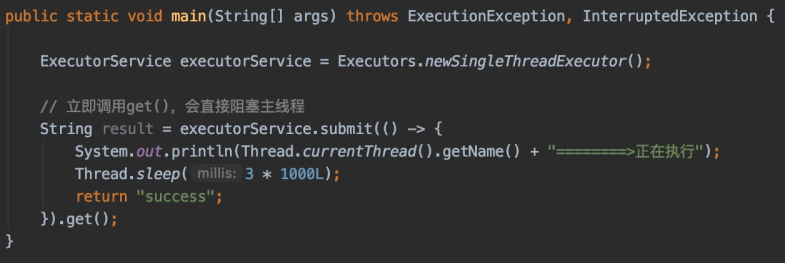 public static void main(String[] args) throws ExecutionException, InterruptedException {
ExecutorService executorService = Executors.newSingleThreadExecutor();
// 立即调用get()，会直接阻塞主线程
String result = executorService.submit(() -> {
System.out.println(Thread.currentThread().getName() + "========>正在执行");
Thread.sleep( millis: 3 * 1000L);
return "success";
}).get();
}